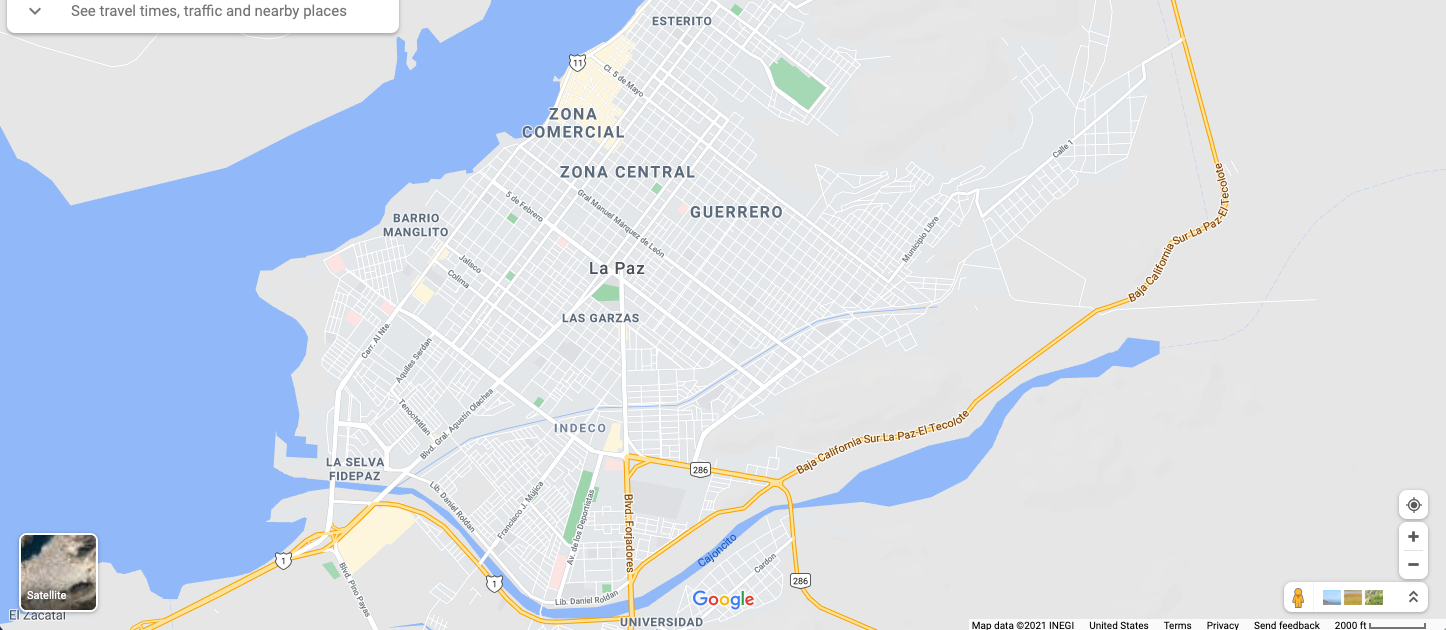 See travel times, traffic and nearby places
ESTERITO
11
Cl. 5 de Mayo
ZONA
COMERCIAL
Calle 1
ZONA CENTRAL
Baja California Sur La Paz-El Tecolote
5 de Febrero
Gral Manuel Márquez de León
GUERRERO
BARRIO
MANGLITO
Municipio Libre
Jalisco
La Paz
Colima
LAS GARZAS
Carr. Al Nte.
Aquiles Serdan
Tenochtitlan
Blvd. Gral. Agustín Olachea
INDECO
Baja California Sur La Paz-El Tecolote
LA SELVA
FIDEPAZ
286
Lib. Daniel Roldan
Francisco J. Mújica
Av. de los Deportistas
Blvd. Forjadores
Cajoncito
Cardon
1
Blvd. Pino Payas
1
286
Satellite
Lib. Daniel Roldan
Google
El Zacatal
UNIVERSIDAD
Map data ©2021 INEGI United States Terms Privacy Send feedback 2000 ft